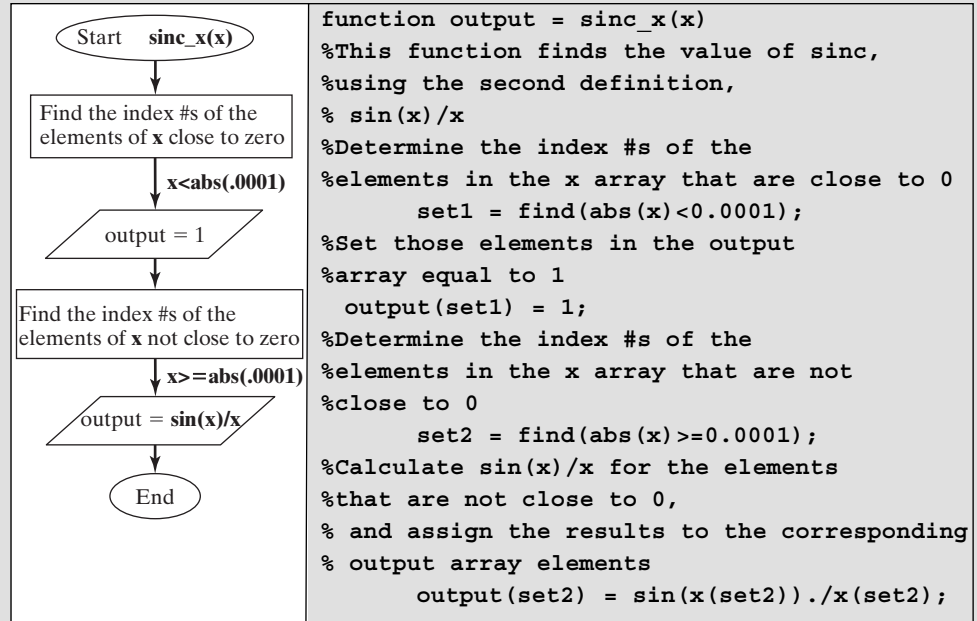 Start sinc_x(x)
Find the index #s of the
elements of x close to zero
x<abs(.0001)
output = 1
Find the index #s of the
elements of x not close to zero
x>=abs(.0001)
output = sin(x)/x
End
function output = sinc_x(x)
%This function finds the value of sinc,
%using the second definition,
% sin(x)/x
%Determine the index #s of the
%elements in the x array that are close to 0
set1 = find(abs(x)<0.0001);
%Set those elements in the output
%array equal to 1
output(set1) = 1;
%Determine the index #s of the
%elements in the x array that are not
%close to 0
set2 = find(abs(x)>=0.0001);
%Calculate sin(x)/x for the elements
%that are not close to 0,
% and assign the results to the corresponding
% output array elements
output(set2) = sin(x(set2))./x(set2);